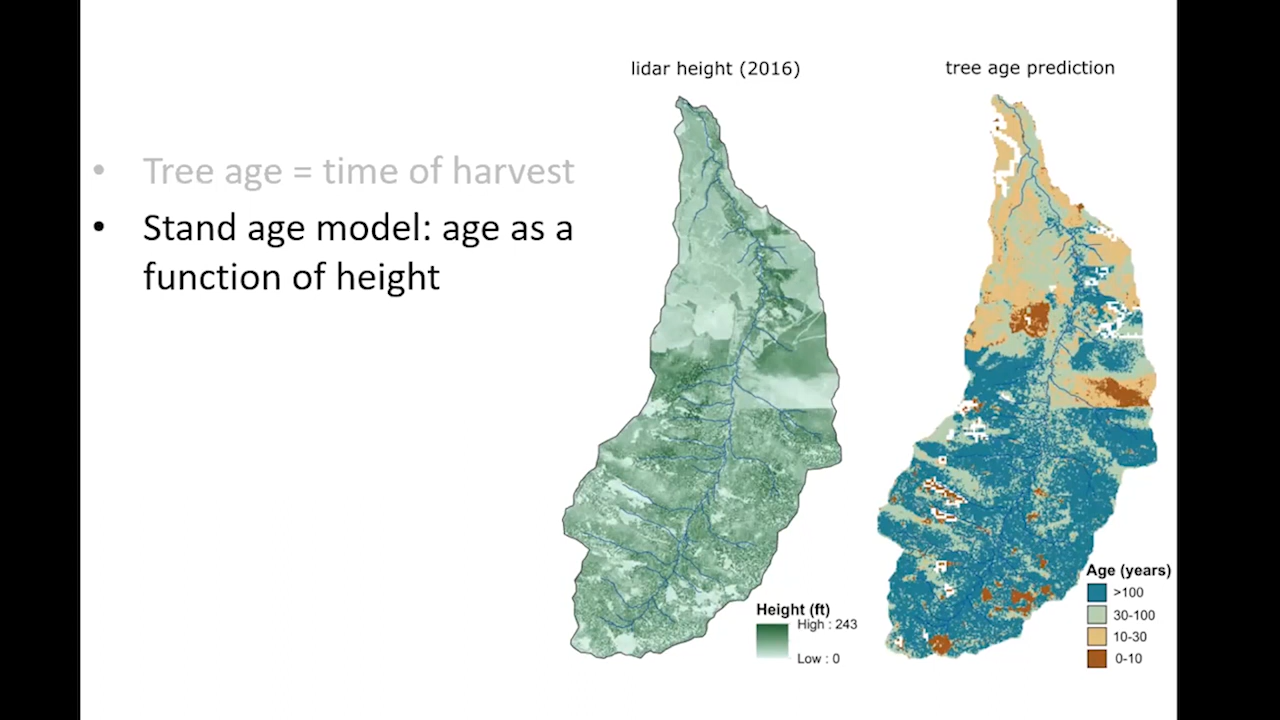 • Tree age = time of harvest
• Stand age model: age as a
function of height
lidar height (2016)
Height (ft)
High : 243
Low : 0
tree age prediction
Age (years)
>100
30-100
10-30
0-10